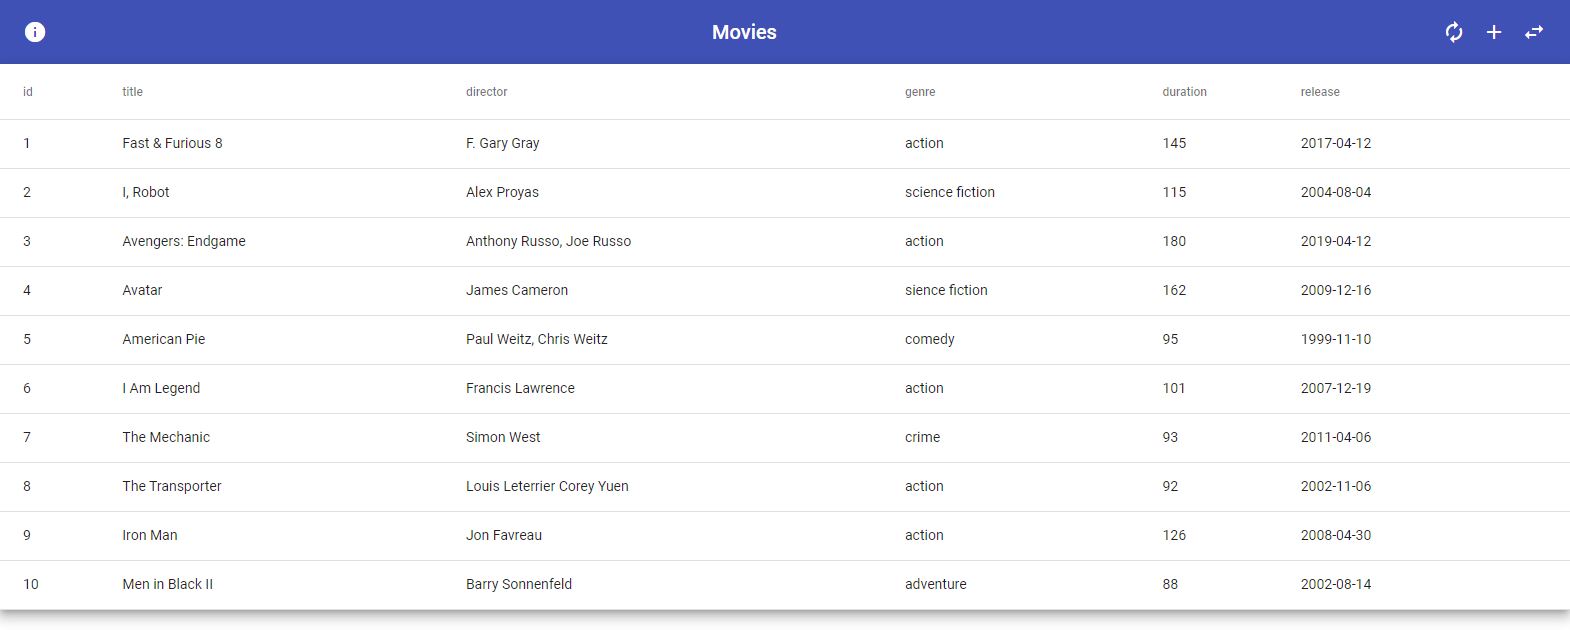 Movies
id title director genre duration release
1 Fast & Furious 8 F. Gary Gray action 145 2017-04-12
2 I, Robot Alex Proyas science fiction 115 2004-08-04
3 Avengers: Endgame Anthony Russo, Joe Russo action 180 2019-04-12
4 Avatar James Cameron sience fiction 162 2009-12-16
5 American Pie Paul Weitz, Chris Weitz comedy 95 1999-11-10
6 I Am Legend Francis Lawrence action 101 2007-12-19
7 The Mechanic Simon West crime 93 2011-04-06
8 The Transporter Louis Leterrier Corey Yuen action 92 2002-11-06
9 Iron Man Jon Favreau action 126 2008-04-30
10 Men in Black II Barry Sonnenfeld adventure 88 2002-08-14